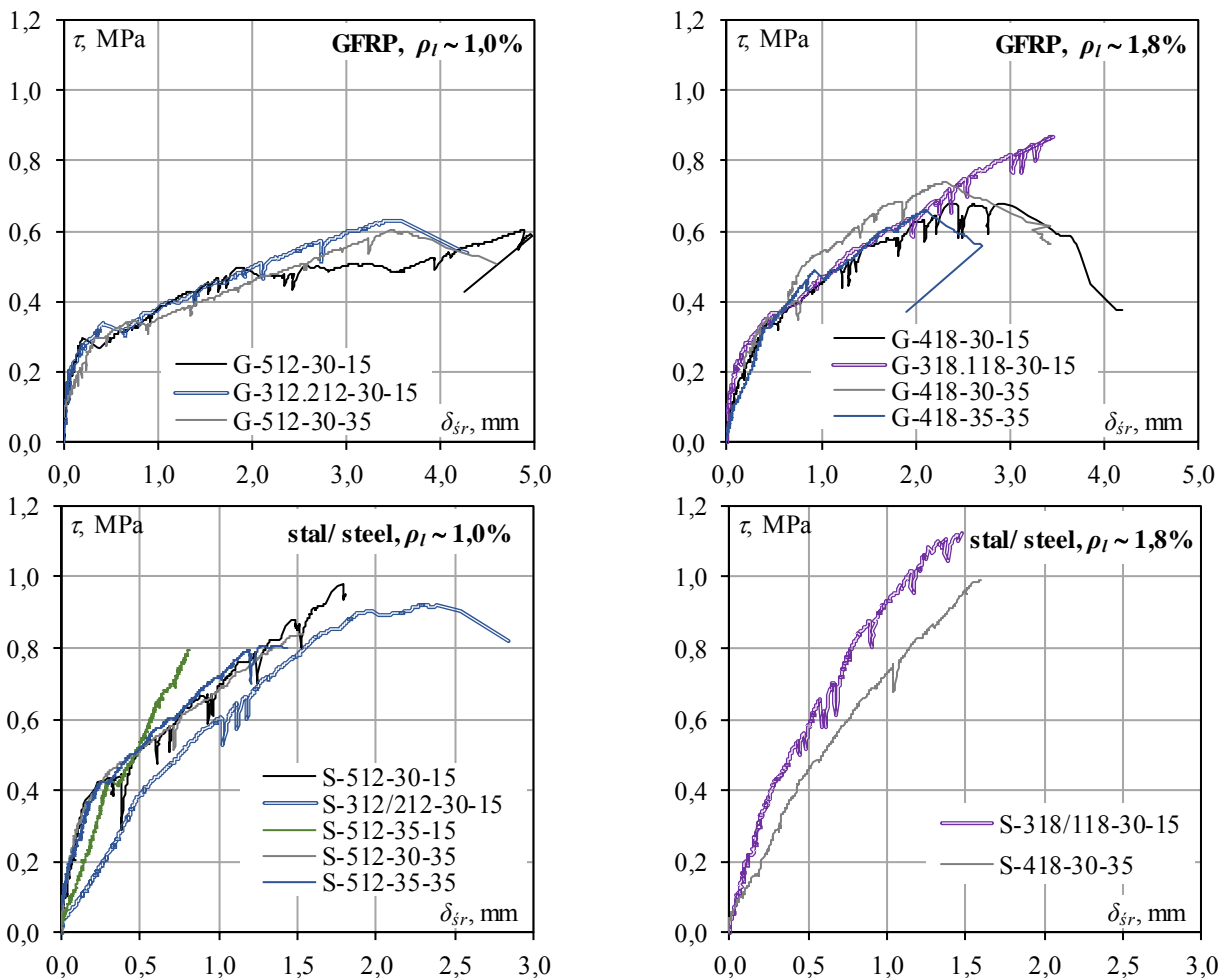 1,2
τ, MPa
GFRP, ρl ~ 1,0%
1,0
0,8
0,6
0,4
G-512-30-15
G-312.212-30-15
0,2
G-512-30-35
δśr, mm
0,0
0,0 1,0 2,0 3,0 4,0 5,0
1,2
τ, MPa
GFRP, ρl ~ 1,8%
1,0
0,8
0,6
0,4
G-418-30-15
G-318.118-30-15
0,2
G-418-30-35
G-418-35-35
δśr, mm
0,0
0,0 1,0 2,0 3,0 4,0 5,0
1,2
τ, MPa
stal/ steel, ρl ~ 1,0%
1,0
0,8
0,6
0,4
S-512-30-15
S-312/212-30-15
S-512-35-15
0,2
S-512-30-35
S-512-35-35
δśr, mm
0,0
0,0 0,5 1,0 1,5 2,0 2,5 3,0
1,2
τ, MPa
stal/ steel, ρl ~ 1,8%
1,0
0,8
0,6
0,4
S-318/118-30-15
0,2
S-418-30-35
δśr, mm
0,0
0,0 0,5 1,0 1,5 2,0 2,5 3,0